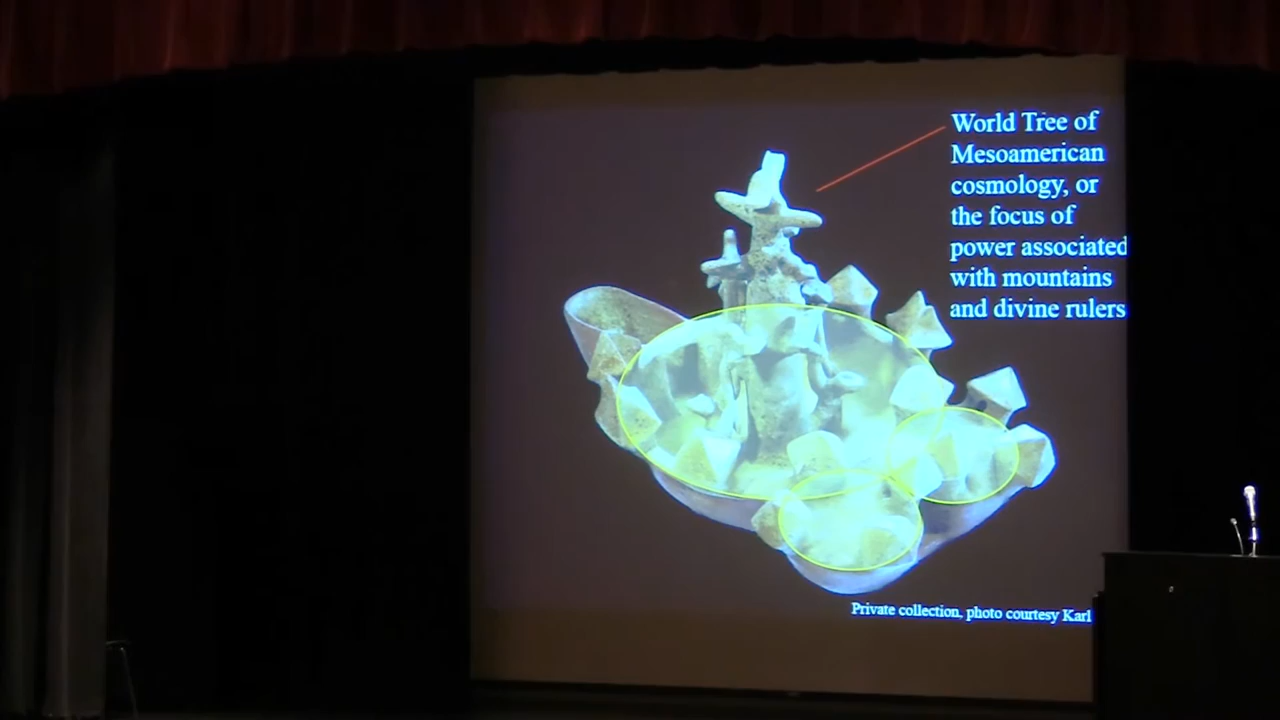 World Tree of
Mesoamerican
cosmology, or
the focus of
power associated
with mountains
and divine rulers
Private collection, photo courtesy Karl